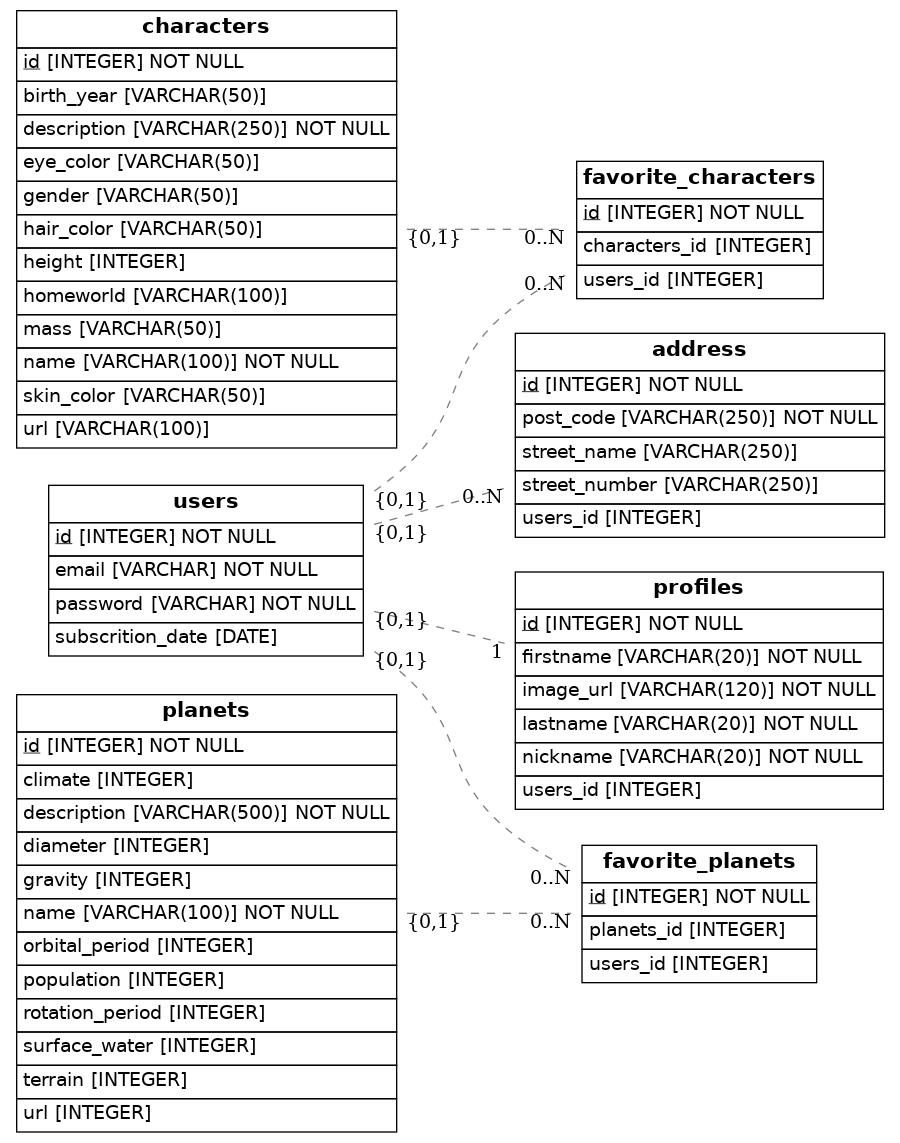 characters
id [INTEGER] NOT NULL
birth_year [VARCHAR(50)]
description [VARCHAR(250)] NOT NULL
eye_color [VARCHAR(50)]
gender [VARCHAR(50)]
hair_color [VARCHAR(50)]
height [INTEGER]
homeworld [VARCHAR(100)]
mass [VARCHAR(50)]
name [VARCHAR(100)] NOT NULL
skin_color [VARCHAR(50)]
url [VARCHAR(100)]
{0,1}
0..N
favorite_characters
id [INTEGER] NOT NULL
characters_id [INTEGER]
users_id [INTEGER]
0..N
address
id [INTEGER] NOT NULL
post_code [VARCHAR(250)] NOT NULL
street_name [VARCHAR(250)]
street_number [VARCHAR(250)]
users_id [INTEGER]
users
id [INTEGER] NOT NULL
email [VARCHAR] NOT NULL
password [VARCHAR] NOT NULL
subscrition_date [DATE]
{0,1}
0..N
{0,1}
{0,1}
1
{0,1}
profiles
id [INTEGER] NOT NULL
firstname [VARCHAR(20)] NOT NULL
image_url [VARCHAR(120)] NOT NULL
lastname [VARCHAR(20)] NOT NULL
nickname [VARCHAR(20)] NOT NULL
users_id [INTEGER]
planets
id [INTEGER] NOT NULL
climate [INTEGER]
description [VARCHAR(500)] NOT NULL
diameter [INTEGER]
gravity [INTEGER]
name [VARCHAR(100)] NOT NULL
orbital_period [INTEGER]
population [INTEGER]
rotation_period [INTEGER]
surface_water [INTEGER]
terrain [INTEGER]
url [INTEGER]
0..N
{0,1}
0..N
favorite_planets
id [INTEGER] NOT NULL
planets_id [INTEGER]
users_id [INTEGER]